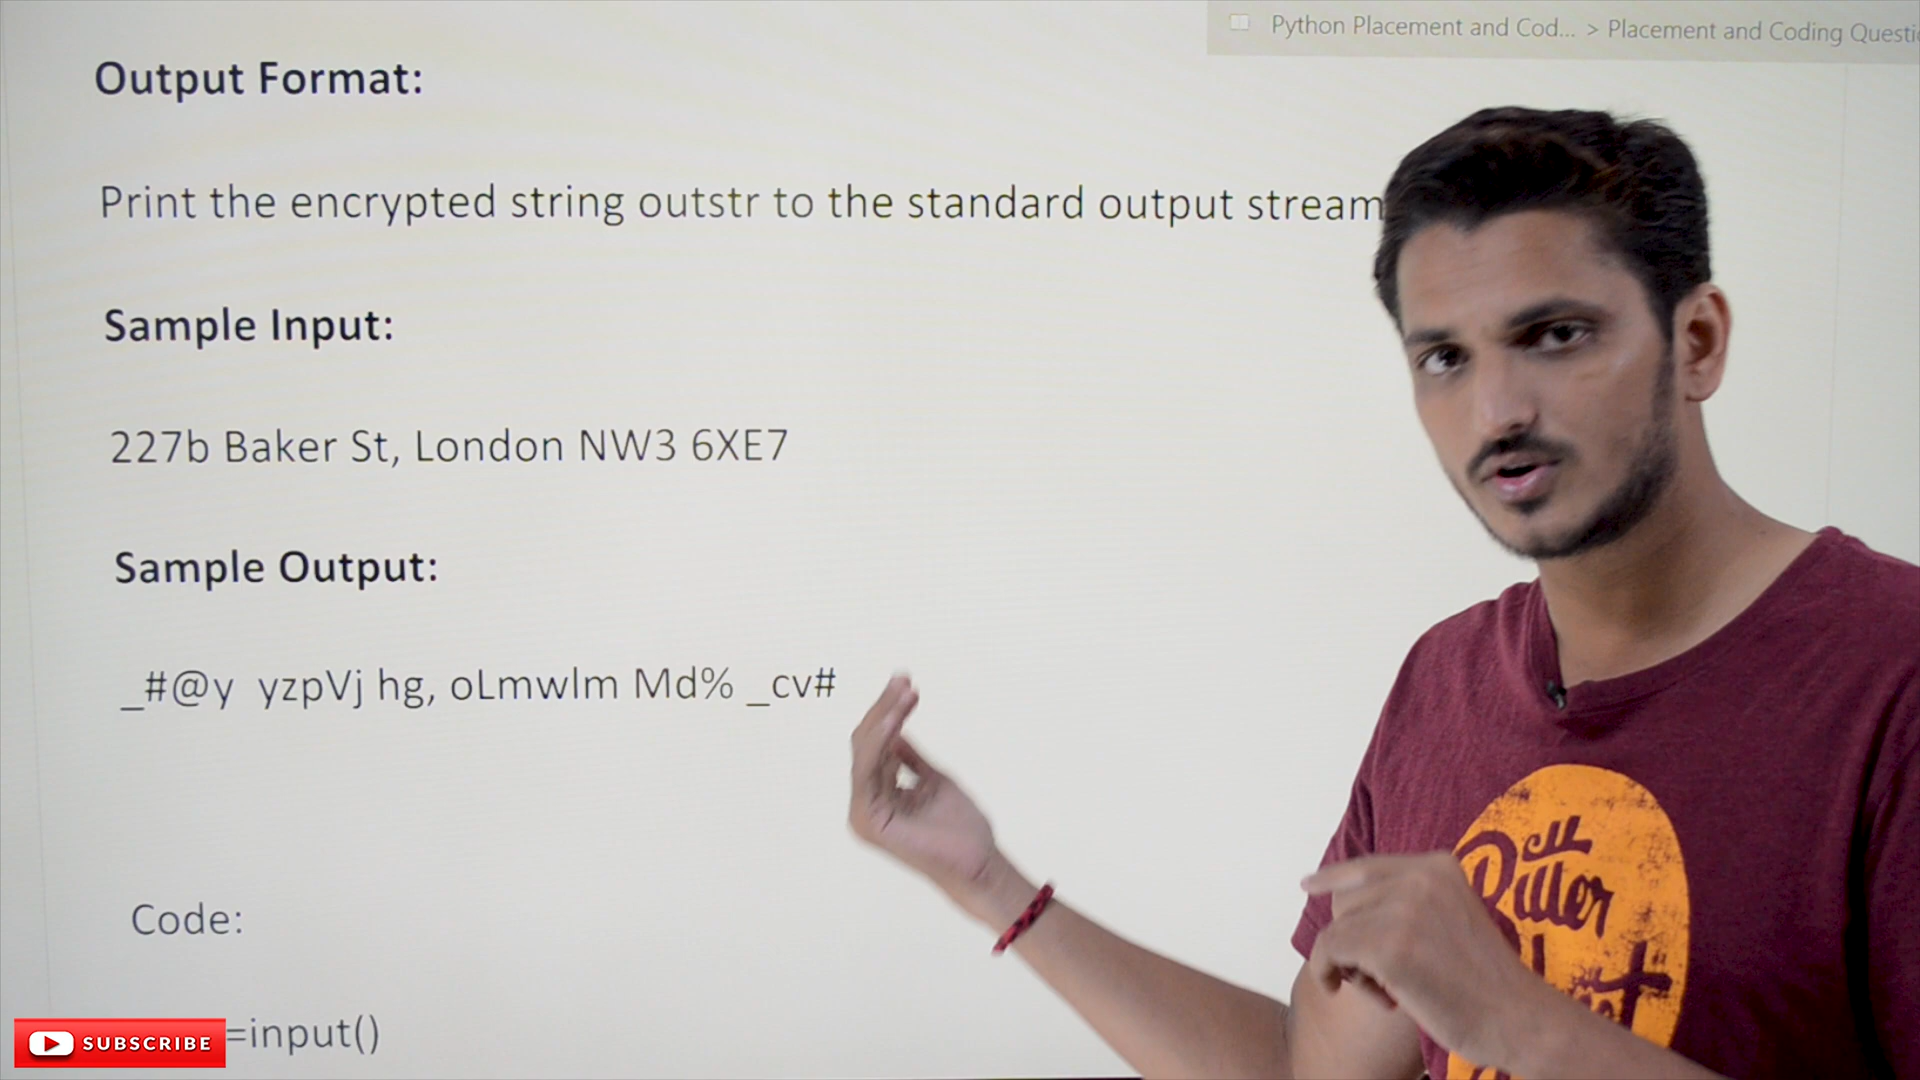 Python Placement and Cod... > Placement and Coding Questi
Output Format:
Print the encrypted string outstr to the standard output stream
Sample Input:
227b Baker St, London NW3 6XE7
Sample Output:
_#@y  yzpVj hg, oLmwlm Md% _cv#
Code:
=input()
SUBSCRIBE